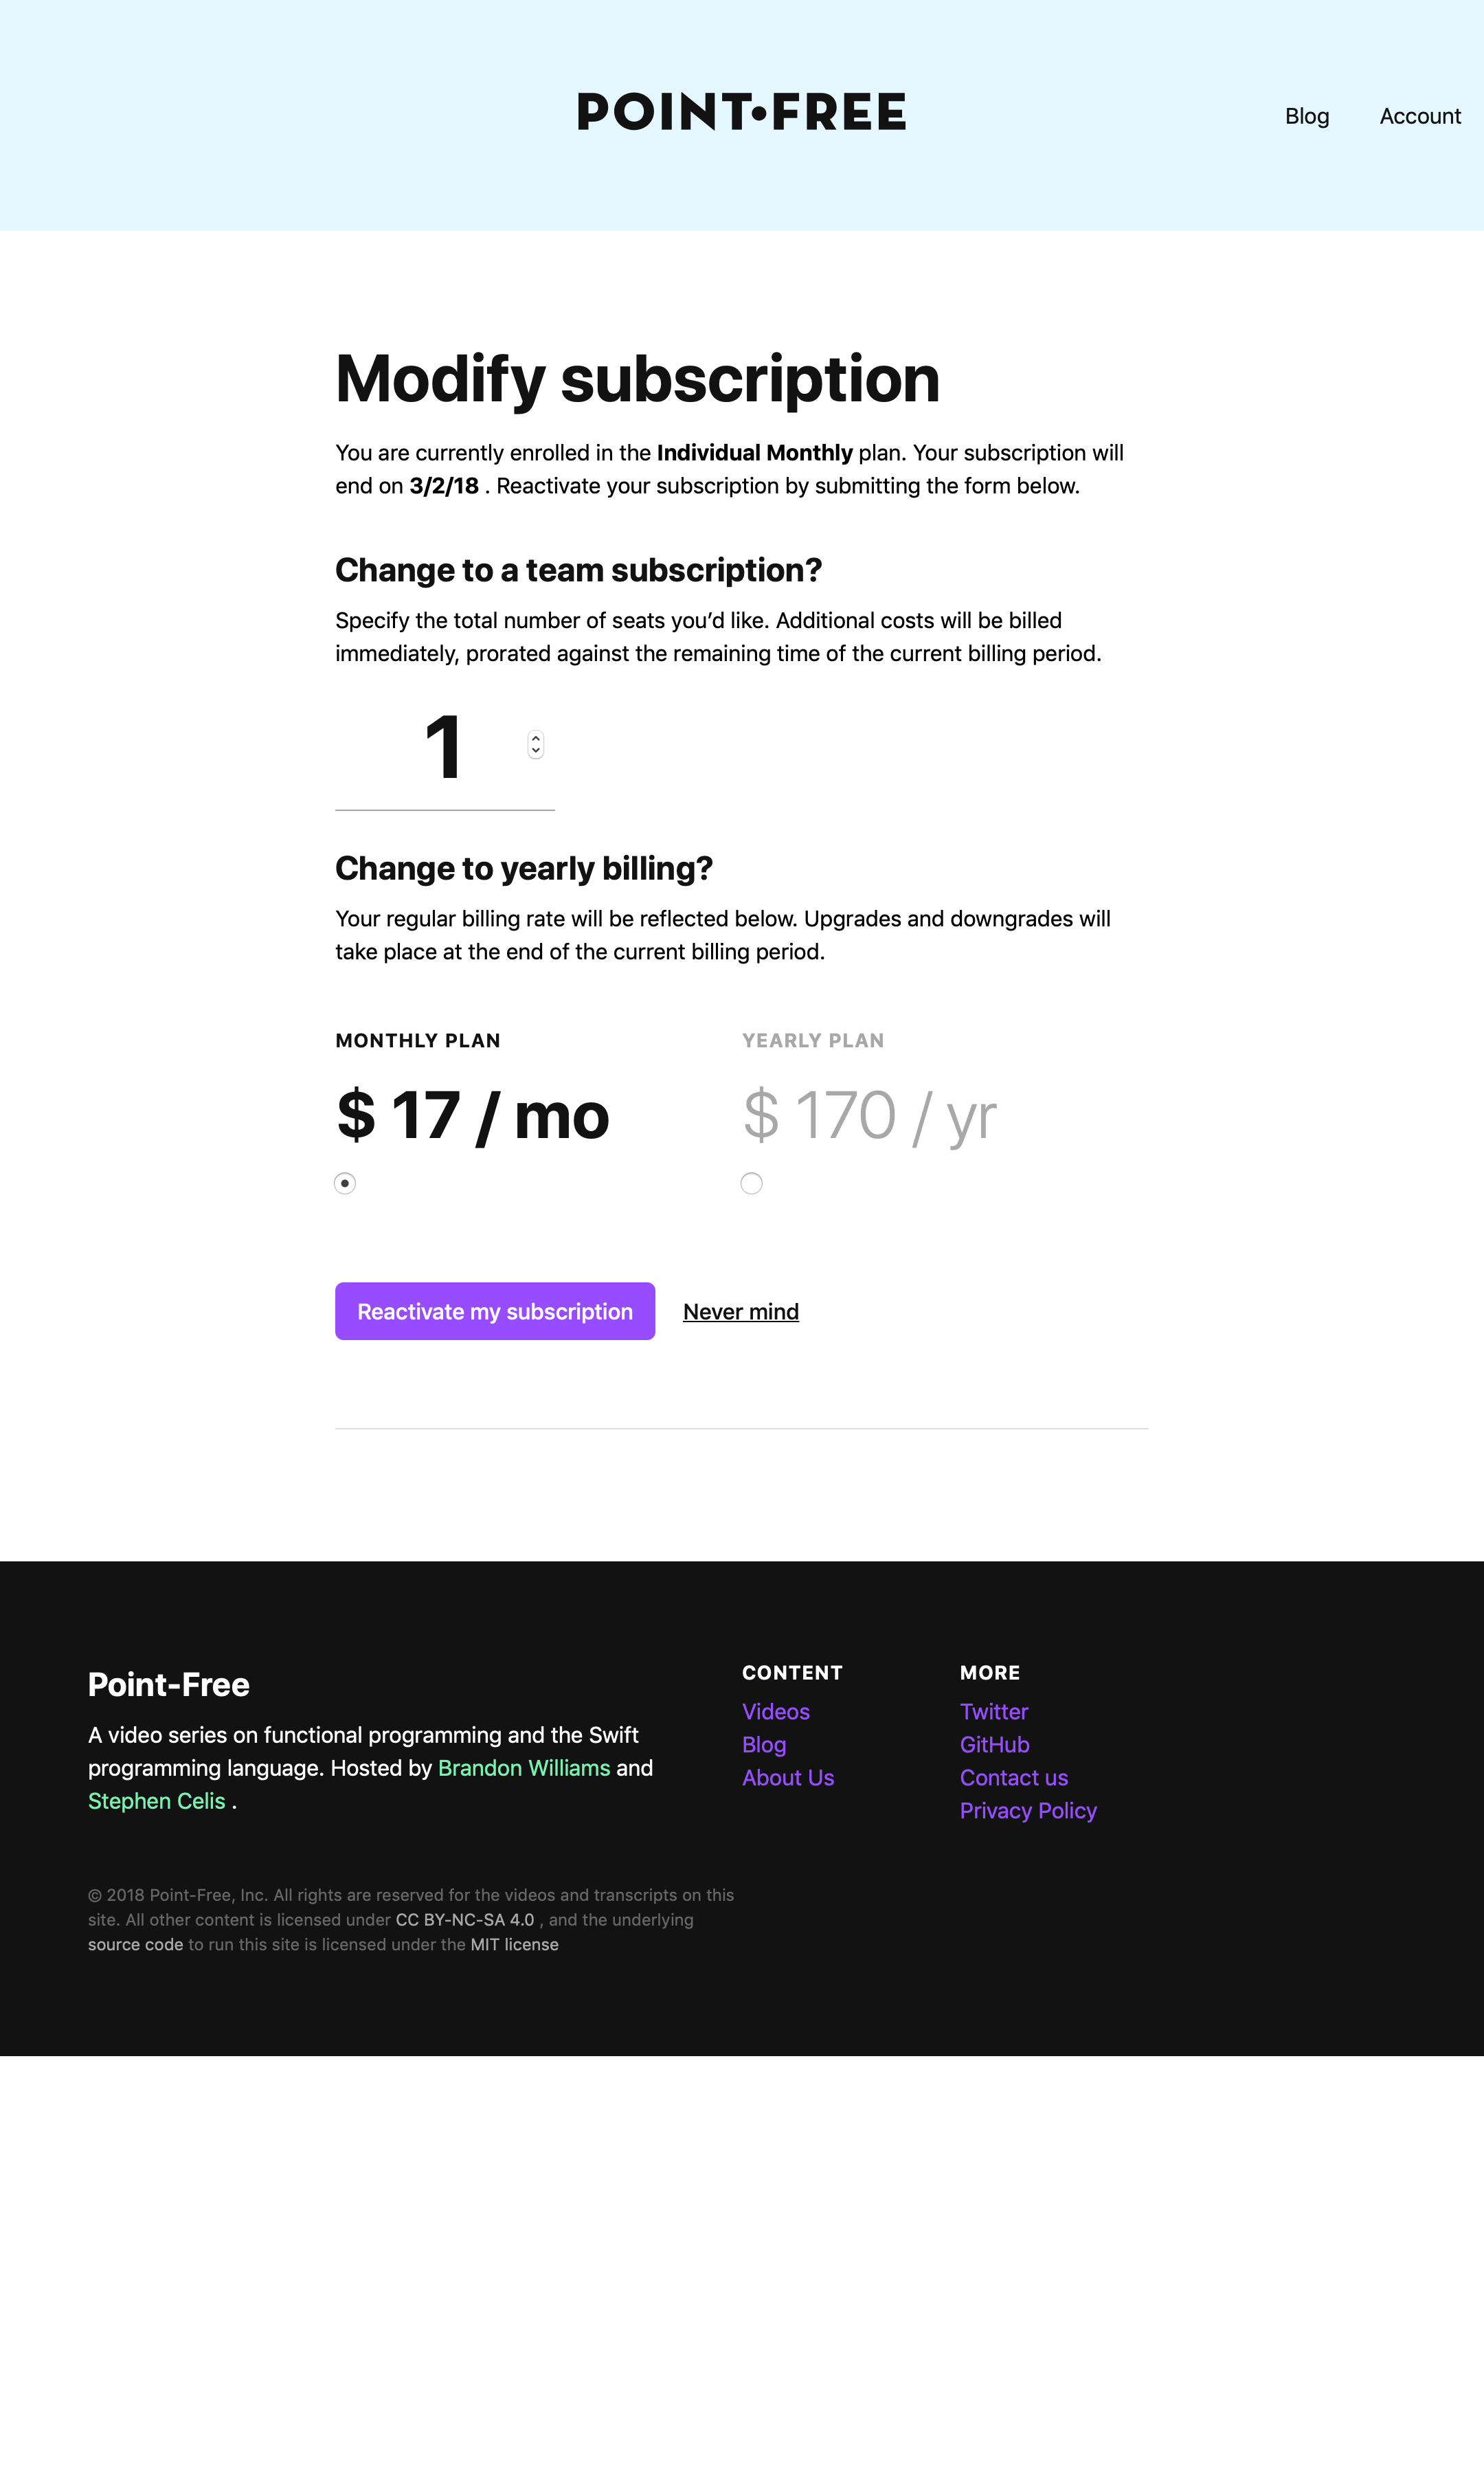 POINT•FREE
Blog
Account
Modify subscription
You are currently enrolled in the Individual Monthly plan. Your subscription will
end on 3/2/18 . Reactivate your subscription by submitting the form below.
Change to a team subscription?
Specify the total number of seats you’d like. Additional costs will be billed
immediately, prorated against the remaining time of the current billing period.
1
Change to yearly billing?
Your regular billing rate will be reflected below. Upgrades and downgrades will
take place at the end of the current billing period.
MONTHLY PLAN
$ 17 / mo
YEARLY PLAN
$ 170 / yr
Reactivate my subscription
Never mind
Point-Free
A video series on functional programming and the Swift
programming language. Hosted by Brandon Williams and
Stephen Celis .
CONTENT
Videos
Blog
About Us
MORE
Twitter
GitHub
Contact us
Privacy Policy
© 2018 Point-Free, Inc. All rights are reserved for the videos and transcripts on this
site. All other content is licensed under CC BY-NC-SA 4.0 , and the underlying
source code to run this site is licensed under the MIT license